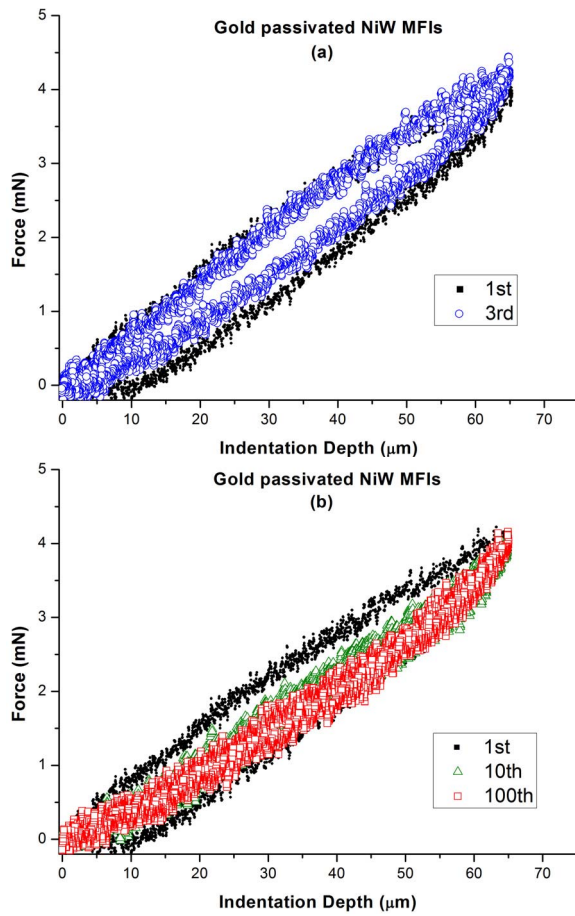 Gold passivated NiW MFIs
(a)
5
4
3
2
1
0
Force (mN)
1st
3rd
0 10 20 30 40 50 60 70
Indentation Depth (μm)
Gold passivated NiW MFIs
(b)
5
4
3
2
1
0
Force (mN)
1st
10th
100th
0 10 20 30 40 50 60 70
Indentation Depth (μm)